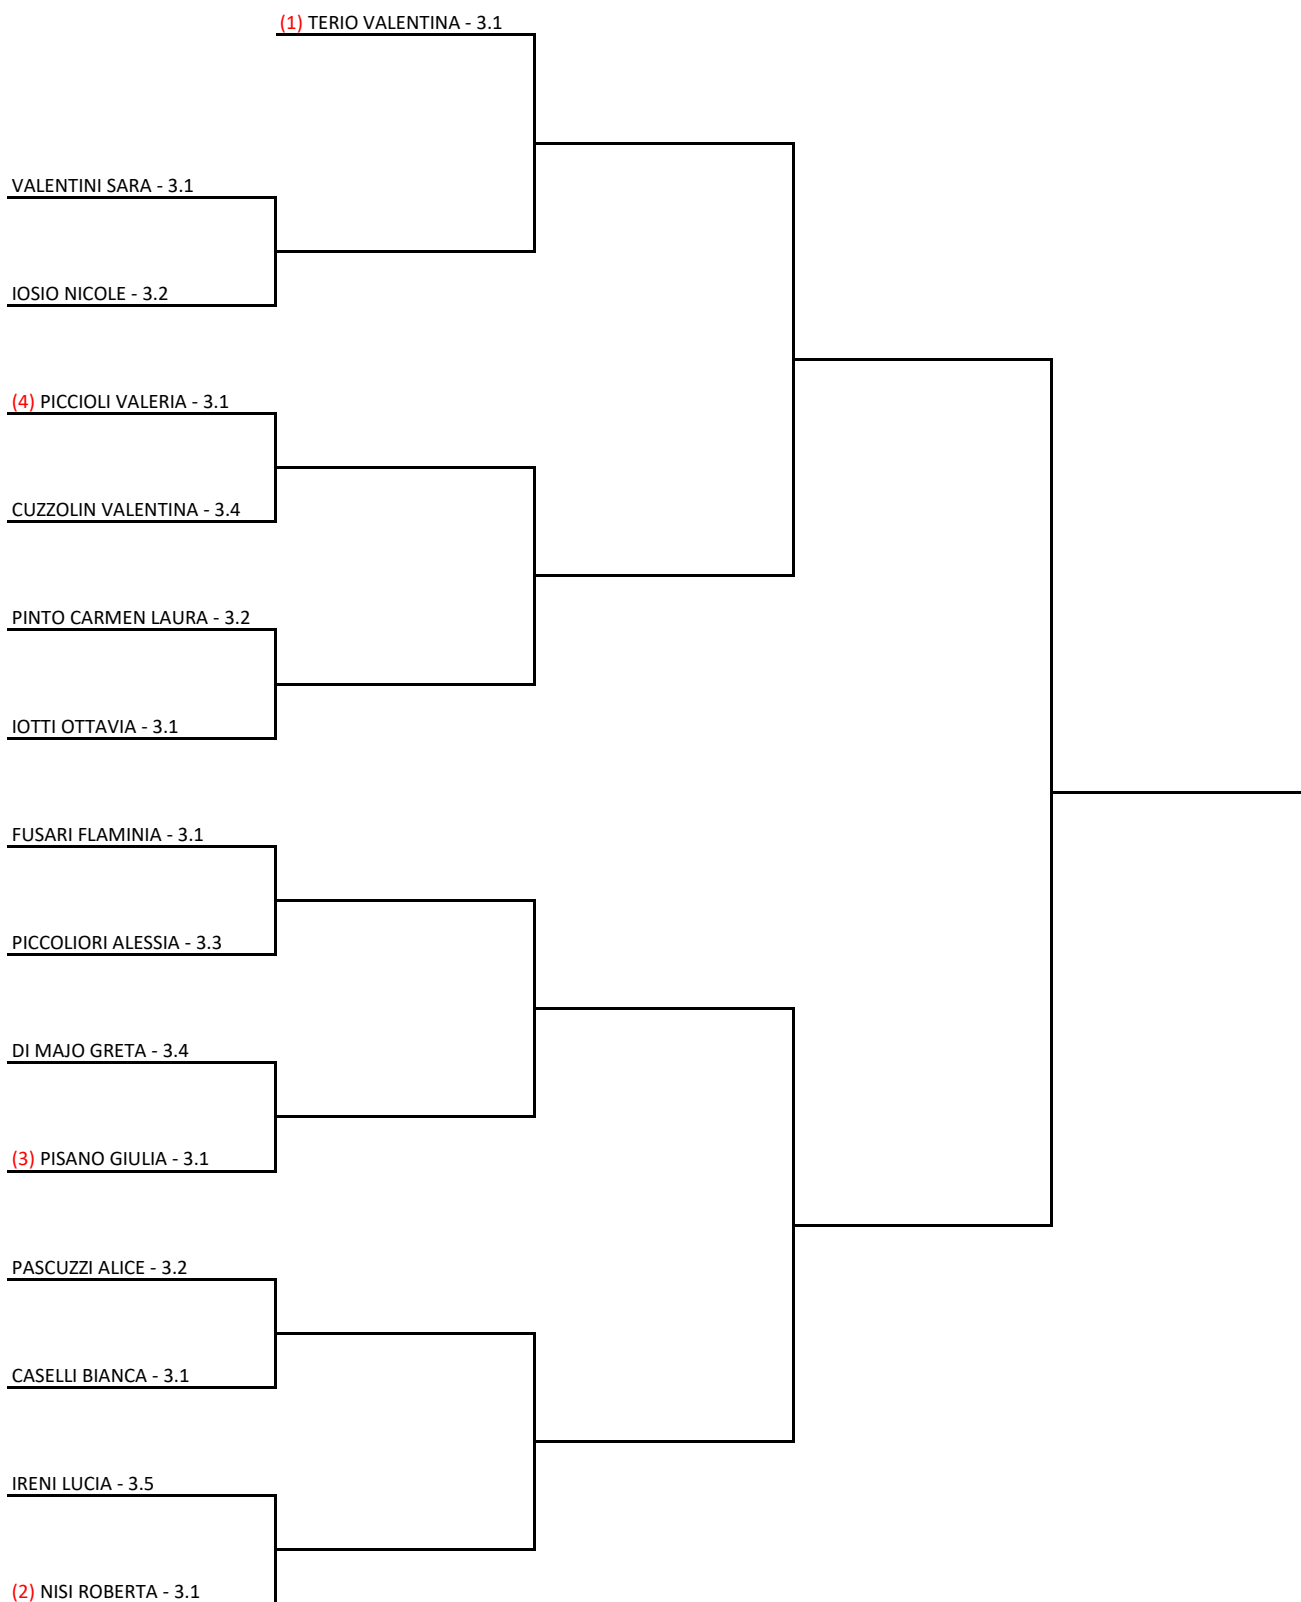 (1) TERIO VALENTINA - 3.1
VALENTINI SARA - 3.1
IOSIO NICOLE - 3.2
(4) PICCIOLI VALERIA - 3.1
CUZZOLIN VALENTINA - 3.4
PINTO CARMEN LAURA - 3.2
IOTTI OTTAVIA - 3.1
FUSARI FLAMINIA - 3.1
PICCOLIORI ALESSIA - 3.3
DI MAJO GRETA - 3.4
(3) PISANO GIULIA - 3.1
PASCUZZI ALICE - 3.2
CASELLI BIANCA - 3.1
IRENI LUCIA - 3.5
(2) NISI ROBERTA - 3.1